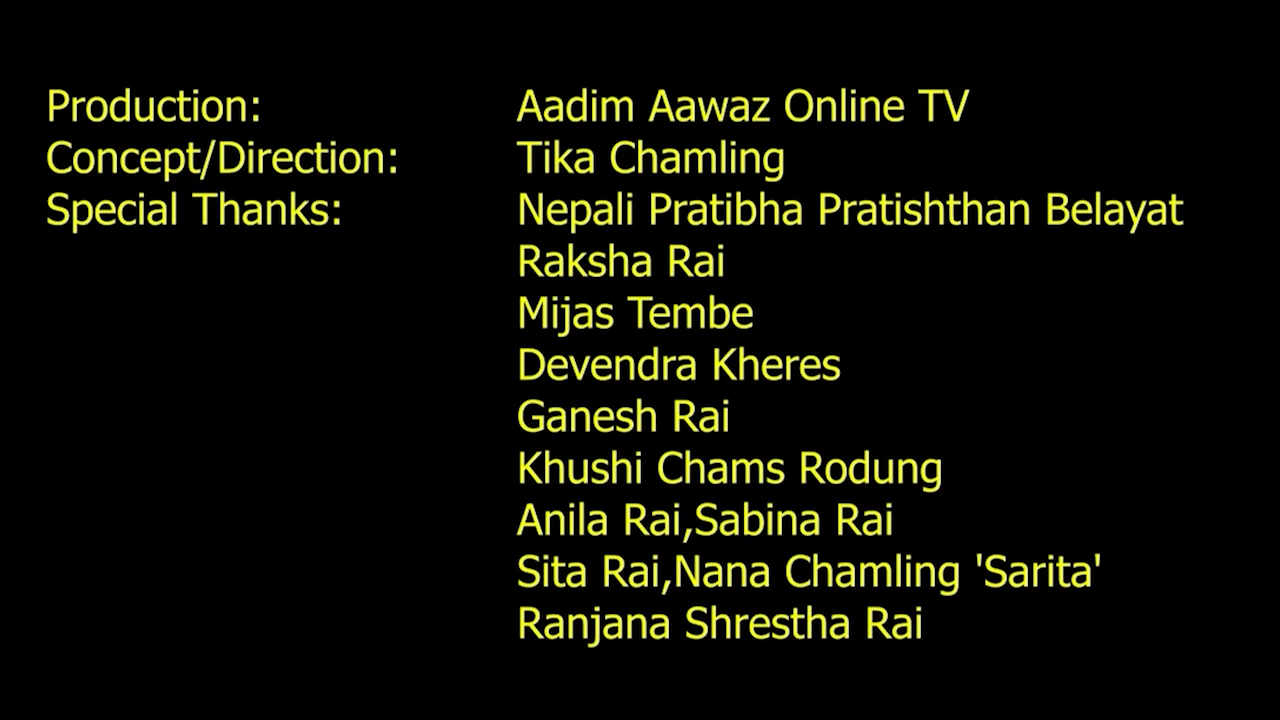 Production: Aadim Aawaz Online TV
Concept/Direction: Tika Chamling
Special Thanks: Nepali Pratibha Pratishthan Belayat
Raksha Rai
Mijas Tembe
Devendra Kheres
Ganesh Rai
Khushi Chams Rodung
Anila Rai,Sabina Rai
Sita Rai,Nana Chamling 'Sarita'
Ranjana Shrestha Rai